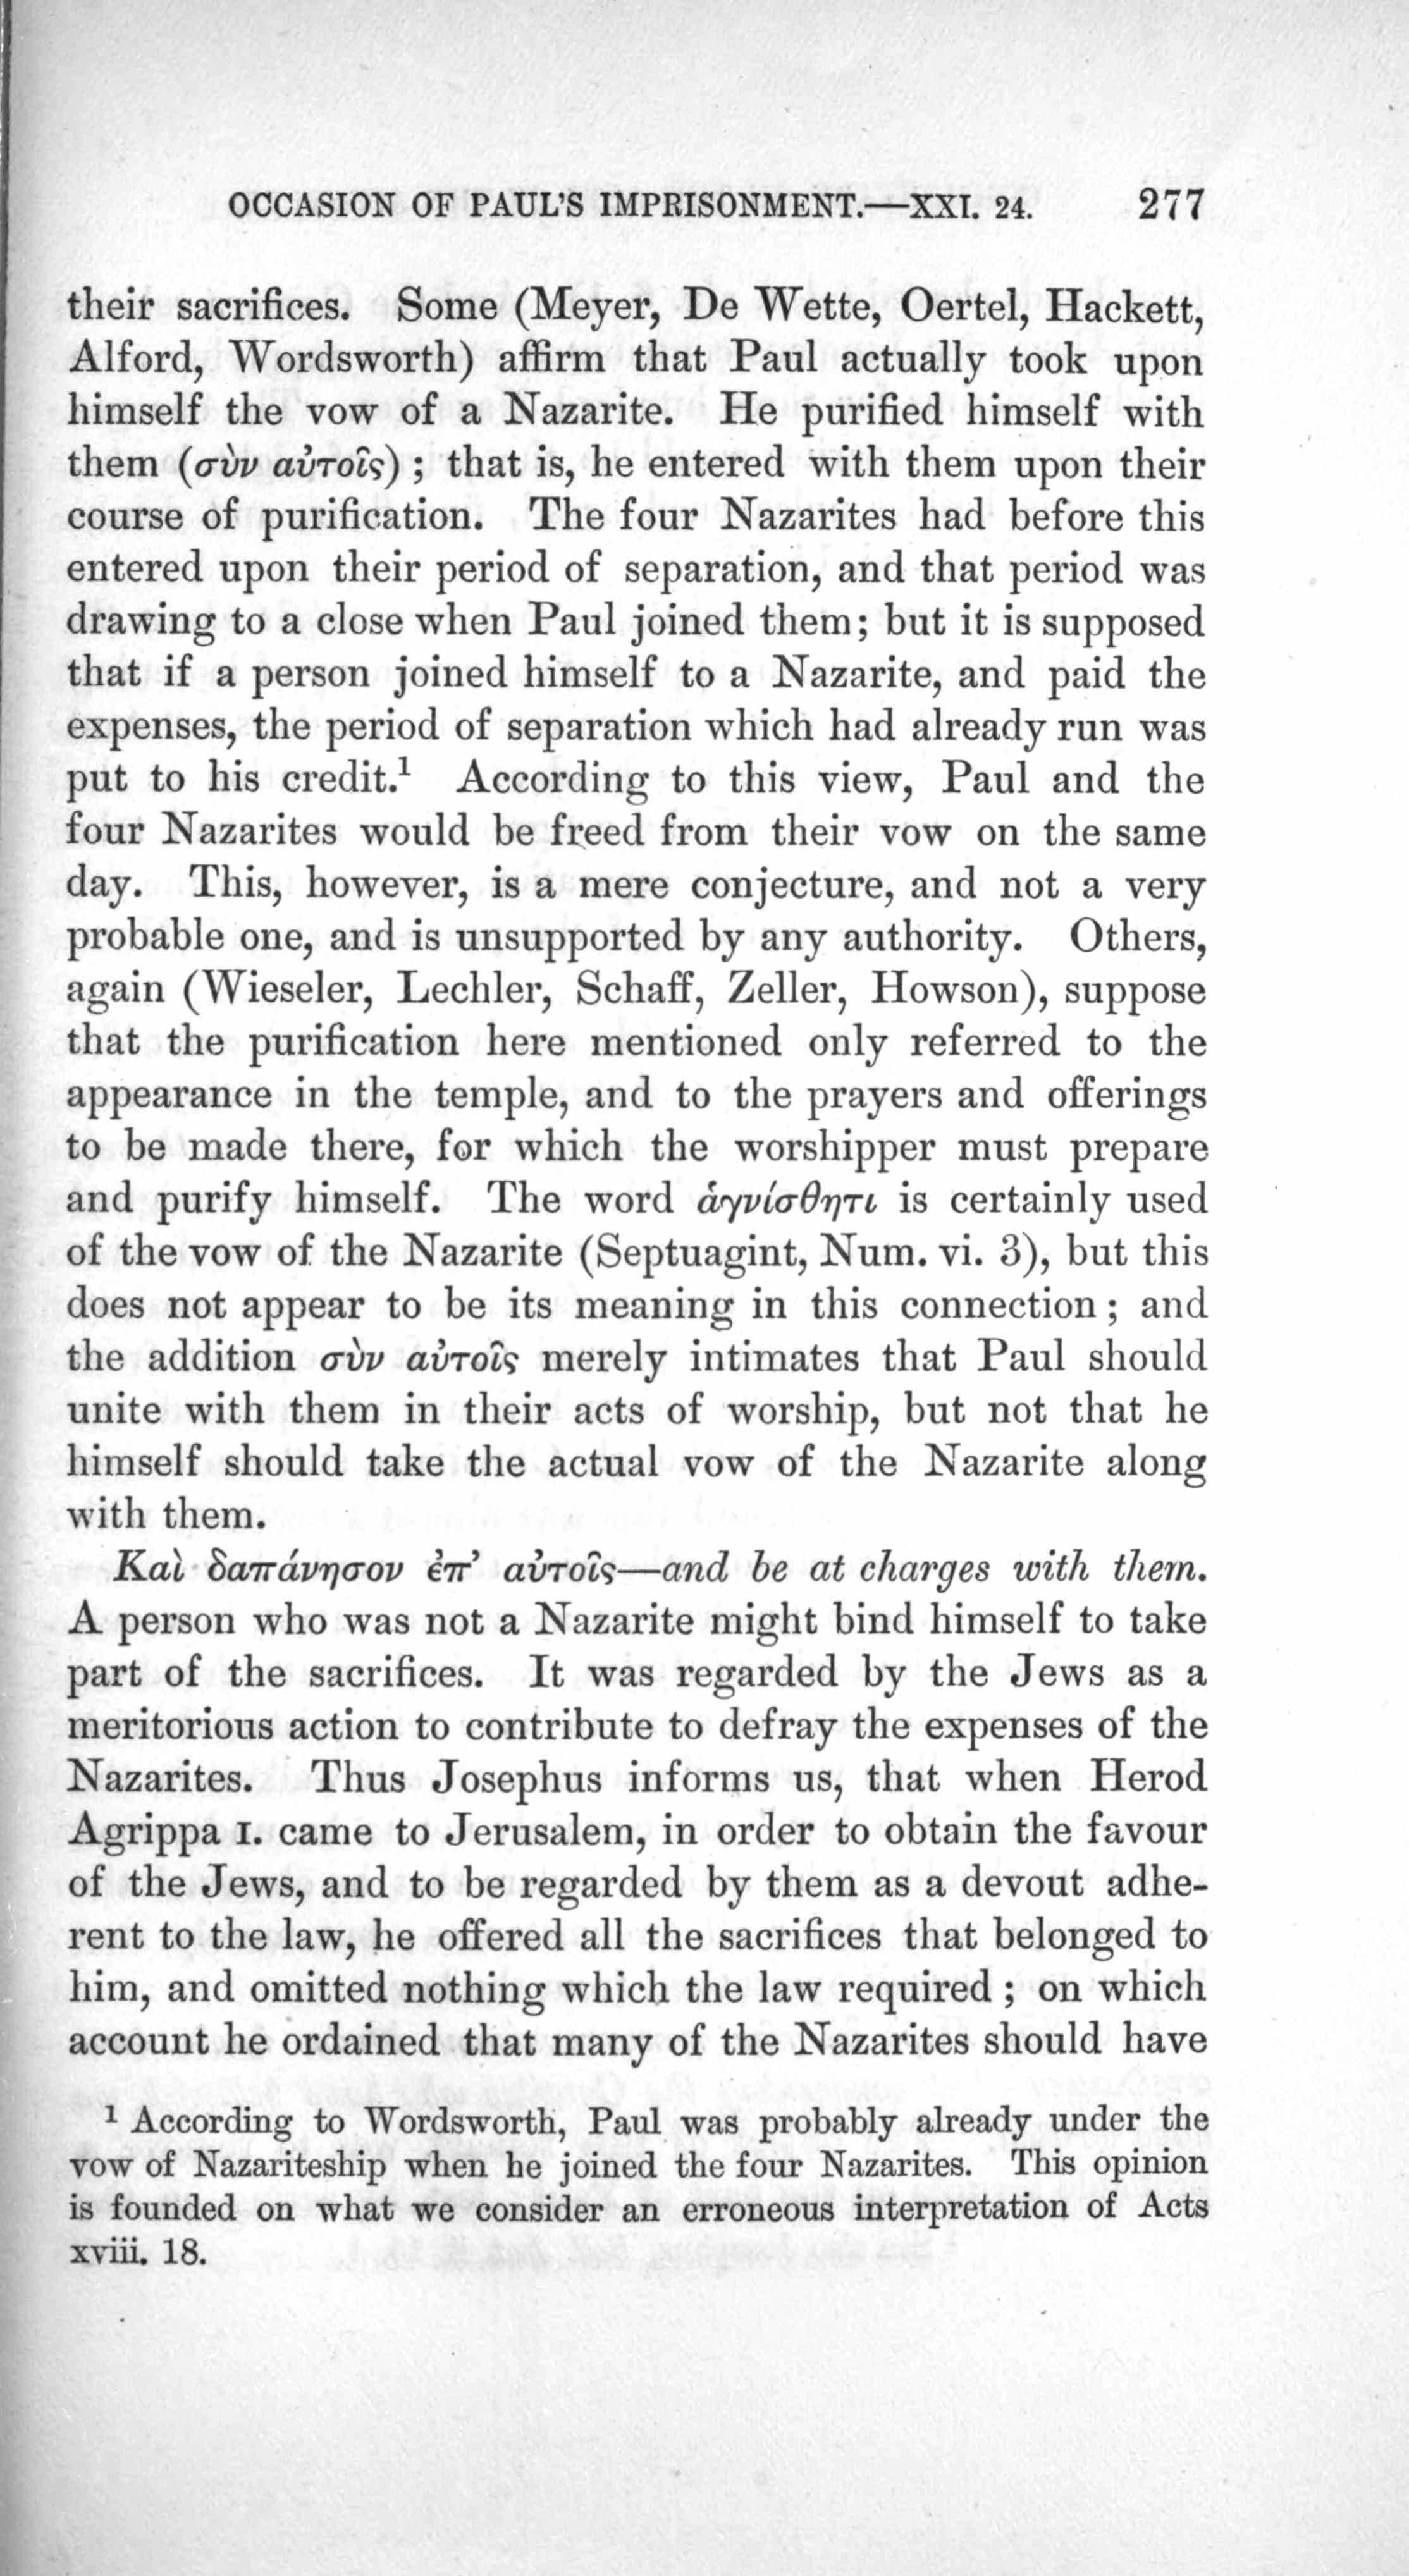 OCCASION OF PAUL'S IMPRISONMENT.—XXI. 24. 277
their sacrifices. Some (Meyer, De Wette, Oertel, Hackett,
Alford, Wordsworth) affirm that Paul actually took upon
himself the vow of a Nazarite. He purified himself with
them (σὺν αὐτοῖς) ; that is, he entered with them upon their
course of purification. The four Nazarites had before this
entered upon their period of separation, and that period was
drawing to a close when Paul joined them; but it is supposed
that if a person joined himself to a Nazarite, and paid the
expenses, the period of separation which had already run was
put to his credit.¹ According to this view, Paul and the
four Nazarites would be freed from their vow on the same
day. This, however, is a mere conjecture, and not a very
probable one, and is unsupported by any authority. Others,
again (Wieseler, Lechler, Schaff, Zeller, Howson), suppose
that the purification here mentioned only referred to the
appearance in the temple, and to the prayers and offerings
to be made there, for which the worshipper must prepare
and purify himself. The word ἁγνίσθητι is certainly used
of the vow of the Nazarite (Septuagint, Num. vi. 3), but this
does not appear to be its meaning in this connection ; and
the addition σὺν αὐτοῖς merely intimates that Paul should
unite with them in their acts of worship, but not that he
himself should take the actual vow of the Nazarite along
with them.
Καὶ δαπάνησον ἐπ' αὐτοῖς—and be at charges with them.
A person who was not a Nazarite might bind himself to take
part of the sacrifices. It was regarded by the Jews as a
meritorious action to contribute to defray the expenses of the
Nazarites. Thus Josephus informs us, that when Herod
Agrippa I. came to Jerusalem, in order to obtain the favour
of the Jews, and to be regarded by them as a devout adhe-
rent to the law, he offered all the sacrifices that belonged to
him, and omitted nothing which the law required ; on which
account he ordained that many of the Nazarites should have
¹ According to Wordsworth, Paul was probably already under the
vow of Nazariteship when he joined the four Nazarites. This opinion
is founded on what we consider an erroneous interpretation of Acts
xviii. 18.